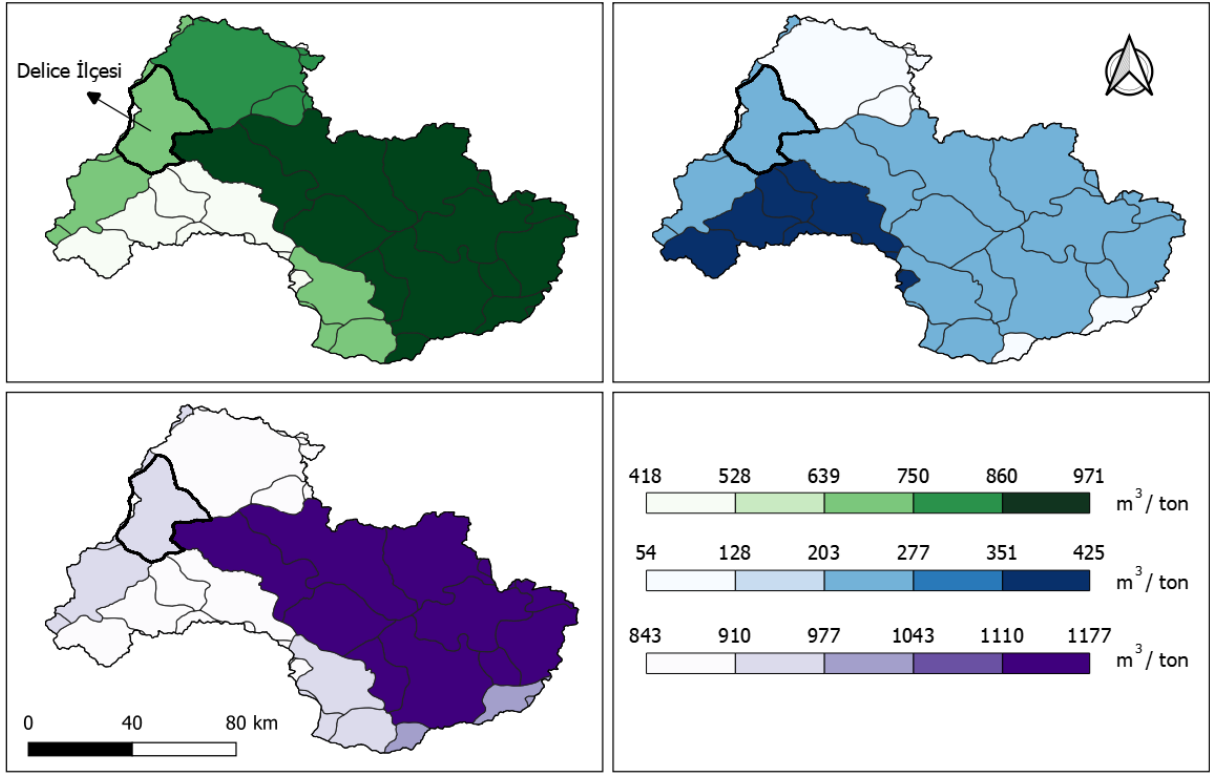 Delice İlçesi
418 528 639 750 860 971
m³ / ton
54 128 203 277 351 425
m³ / ton
843 910 977 1043 1110 1177
m³ / ton
0 40 80 km